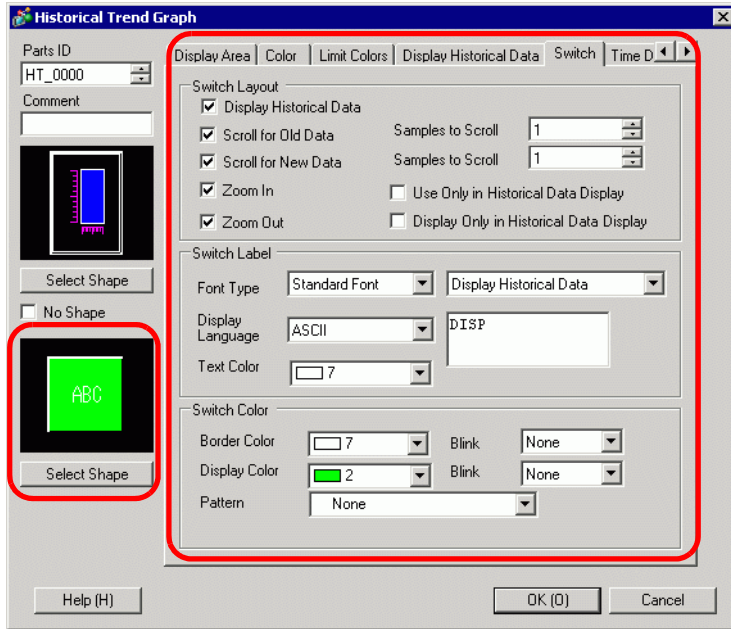 Historical Trend Graph
Parts ID
HT_0000
Comment
Select Shape
No Shape
ABC
Select Shape
Display Area
Color
Limit Colors
Display Historical Data
Switch
Time D
Switch Layout
Display Historical Data
Scroll for Old Data
Samples to Scroll
1
Scroll for New Data
Samples to Scroll
1
Zoom In
Use Only in Historical Data Display
Zoom Out
Display Only in Historical Data Display
Switch Label
Font Type
Standard Font
Display Historical Data
Display
Language
ASCII
DISP
Text Color
7
Switch Color
Border Color
7
Blink
None
Display Color
2
Blink
None
Pattern
None
Help (H)
OK (O)
Cancel